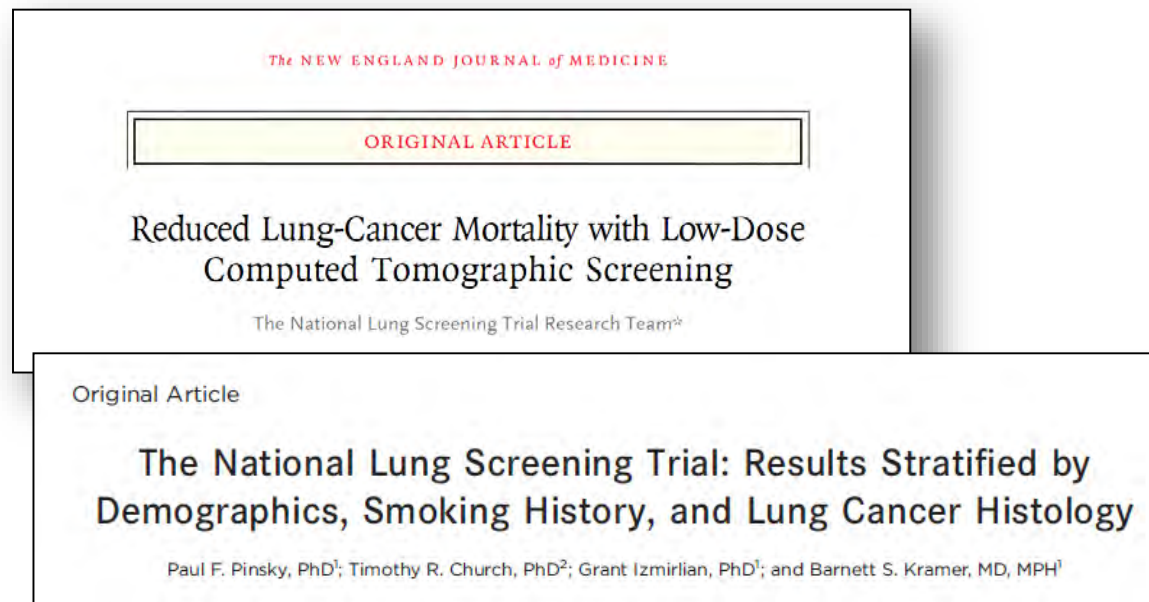 The NEW ENGLAND JOURNAL of MEDICINE
ORIGINAL ARTICLE
Reduced Lung-Cancer Mortality with Low-Dose
Computed Tomographic Screening
The National Lung Screening Trial Research Team*
Original Article
The National Lung Screening Trial: Results Stratified by
Demographics, Smoking History, and Lung Cancer Histology
Paul F. Pinsky, PhD¹; Timothy R. Church, PhD²; Grant Izmirlian, PhD¹; and Barnett S. Kramer, MD, MPH¹